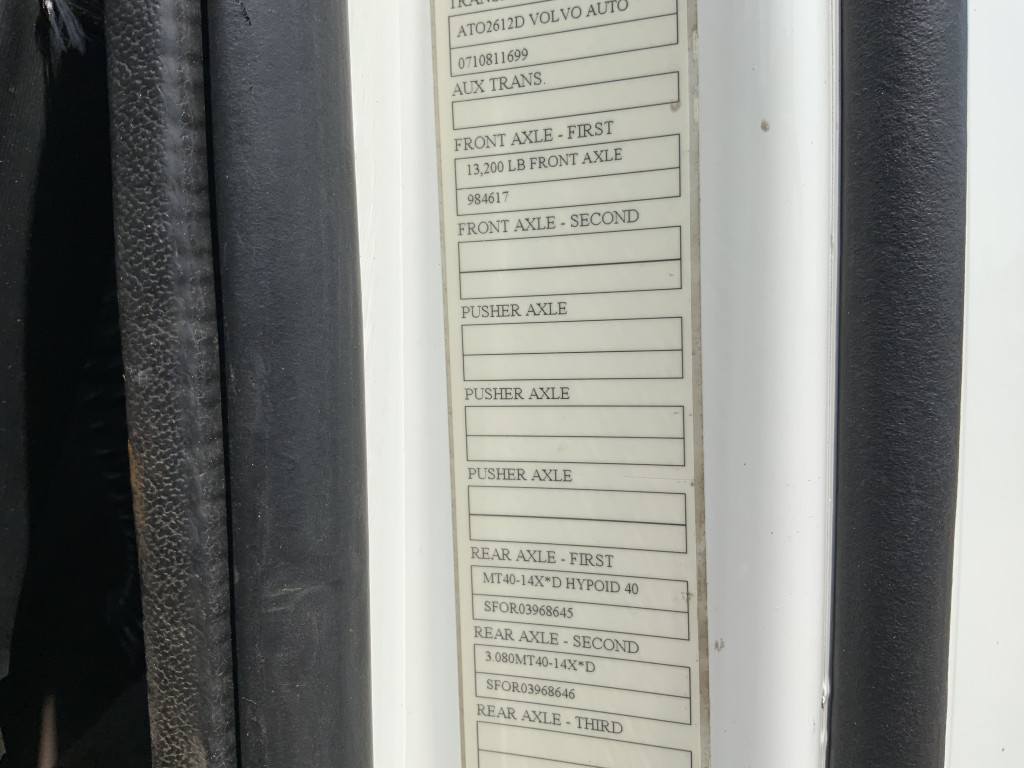 ATO2612D VOLVO AUTO
0710811699
AUX TRANS.
FRONT AXLE - FIRST
13,200 LB FRONT AXLE
984617
FRONT AXLE - SECOND
PUSHER AXLE
PUSHER AXLE
PUSHER AXLE
REAR AXLE - FIRST
MT40-14X*D HYPOID 40
SFOR03968645
REAR AXLE - SECOND
3.080MT40-14X*D
SFOR03968646
REAR AXLE - THIRD